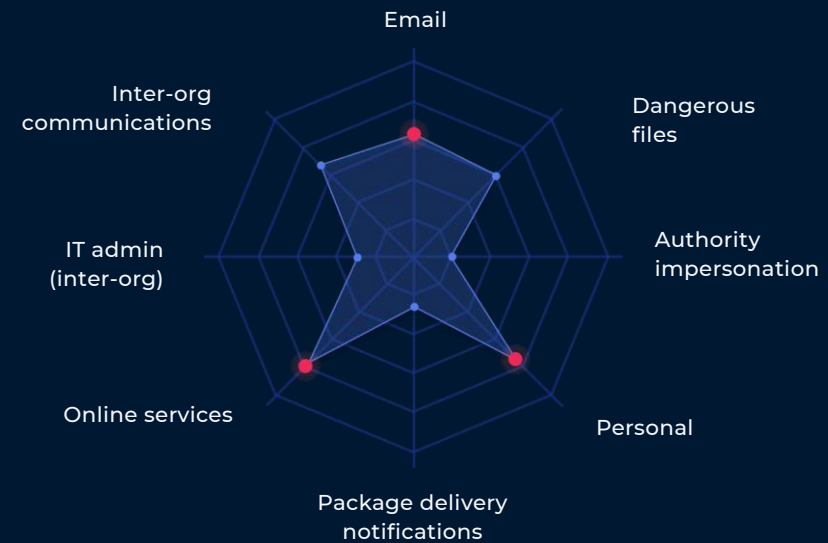 Email
Inter-org
communications
Dangerous
files
IT admin
(inter-org)
Authority
impersonation
Online services
Personal
Package delivery
notifications